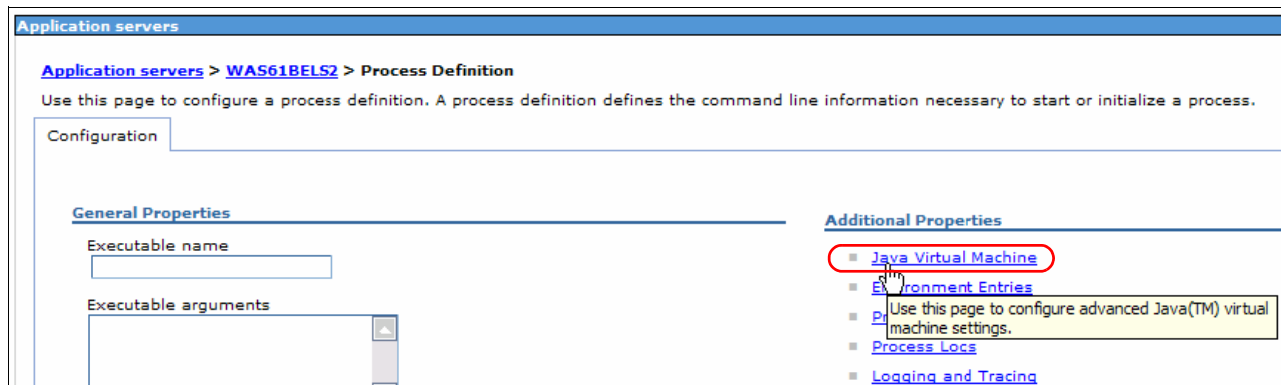 Application servers
Application servers > WAS61BELS2 > Process Definition
Use this page to configure a process definition. A process definition defines the command line information necessary to start or initialize a process.
Configuration
General Properties
Executable name
Executable arguments
Additional Properties
Java Virtual Machine
Environment Entries
Use this page to configure advanced Java(TM) virtual
machine settings.
Process Logs
Logging and Tracing